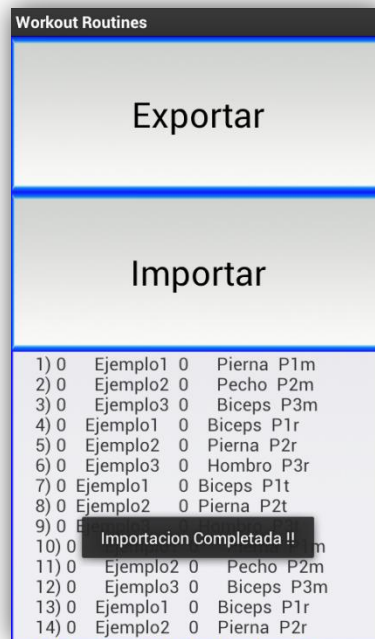 Workout Routines
Exportar
Importar
1) 0 Ejemplo1 0 Pierna P1m
2) 0 Ejemplo2 0 Pecho P2m
3) 0 Ejemplo3 0 Biceps P3m
4) 0 Ejemplo1 0 Biceps P1r
5) 0 Ejemplo2 0 Pierna P2r
6) 0 Ejemplo3 0 Hombro P3r
7) 0 Ejemplo1 0 Biceps P1t
8) 0 Ejemplo2 0 Pierna P2t
9) 0
Importacion Completada !!
10) 0
11) 0 Ejemplo2 0 Pecho P2m
12) 0 Ejemplo3 0 Biceps P3m
13) 0 Ejemplo1 0 Biceps P1r
14) 0 Ejemplo2 0 Pierna P2r